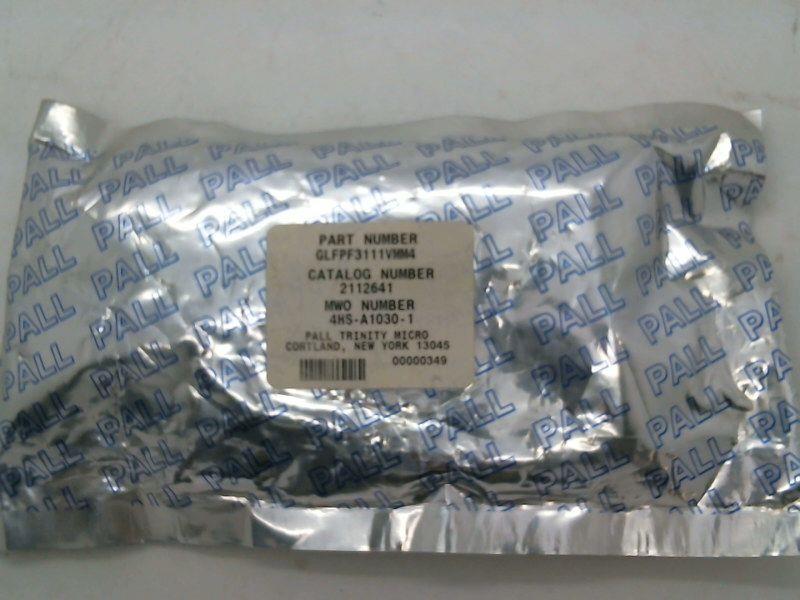 PALL
PART NUMBER
GLFPF3111VMM4
CATALOG NUMBER
2112641
MWO NUMBER
4HS-A1030-1
PALL TRINITY MICRO
CORTLAND, NEW YORK 13045
00000349